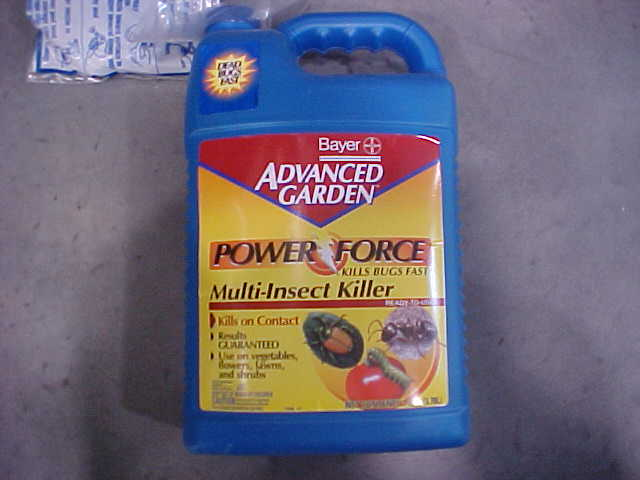 DEAD
BUGS
FAST
Bayer
ADVANCED
GARDEN
POWER FORCE
KILLS BUGS FAST
Multi-Insect Killer
READY-TO-USE
Kills on Contact
Results
GUARANTEED
Use on vegetables,
flowers, lawns,
and shrubs
CAUTION